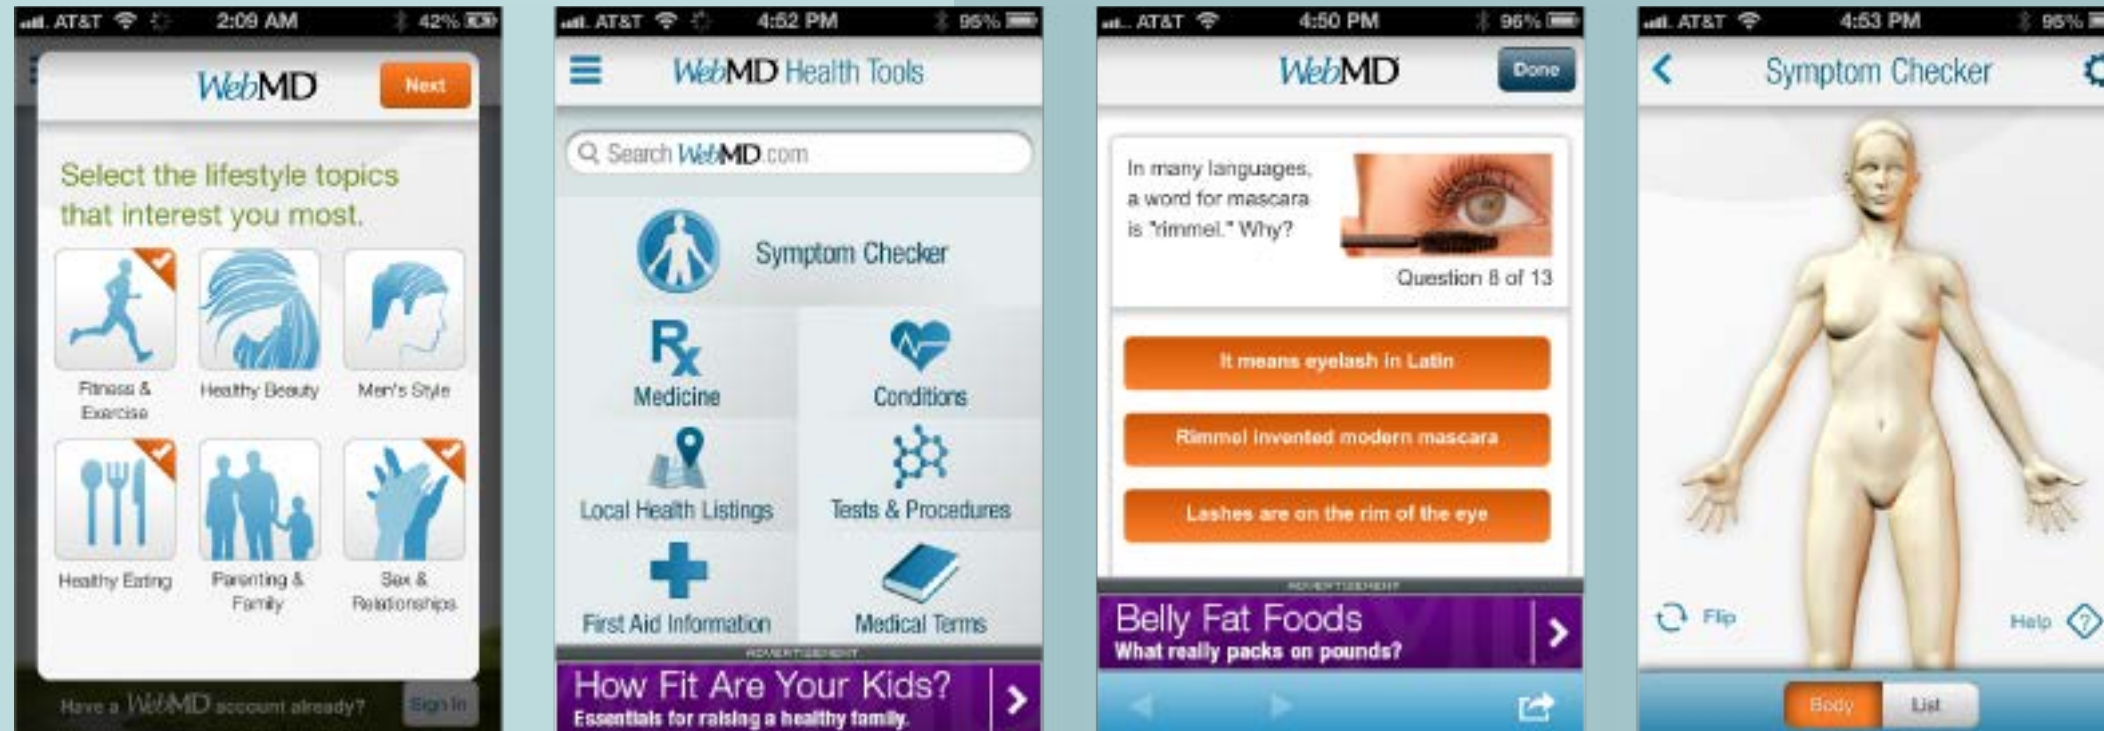 AT&T 2:09 AM 42%
WebMD Next
Select the lifestyle topics
that interest you most.
Fitness &
Exercise
Healthy Beauty
Men's Style
Healthy Eating
Parenting &
Family
Sex &
Relationships
Have a WebMD account already? Sign In
AT&T 4:52 PM 95%
WebMD Health Tools
Search WebMD.com
Symptom Checker
Rx
Medicine
Conditions
Local Health Listings
Tests & Procedures
First Aid Information
Medical Terms
ADVERTISEMENT
How Fit Are Your Kids?
Essentials for raising a healthy family.
AT&T 4:50 PM 96%
WebMD Done
In many languages,
a word for mascara
is "rimmel." Why?
Question 8 of 13
It means eyelash in Latin
Rimmel invented modern mascara
Lashes are on the rim of the eye
ADVERTISEMENT
Belly Fat Foods
What really packs on pounds?
AT&T 4:53 PM 95%
Symptom Checker
Flip
Help ?
Body List